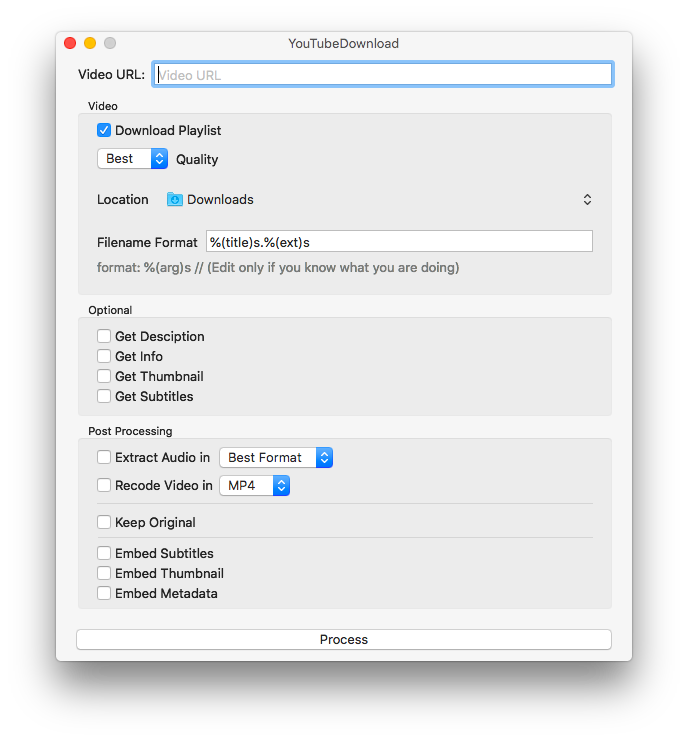 YouTubeDownload
Video URL: Video URL
Video
Download Playlist
Best Quality
Location Downloads
Filename Format %(title)s.%(ext)s
format: %(arg)s // (Edit only if you know what you are doing)
Optional
Get Desciption
Get Info
Get Thumbnail
Get Subtitles
Post Processing
Extract Audio in Best Format
Recode Video in MP4
Keep Original
Embed Subtitles
Embed Thumbnail
Embed Metadata
Process